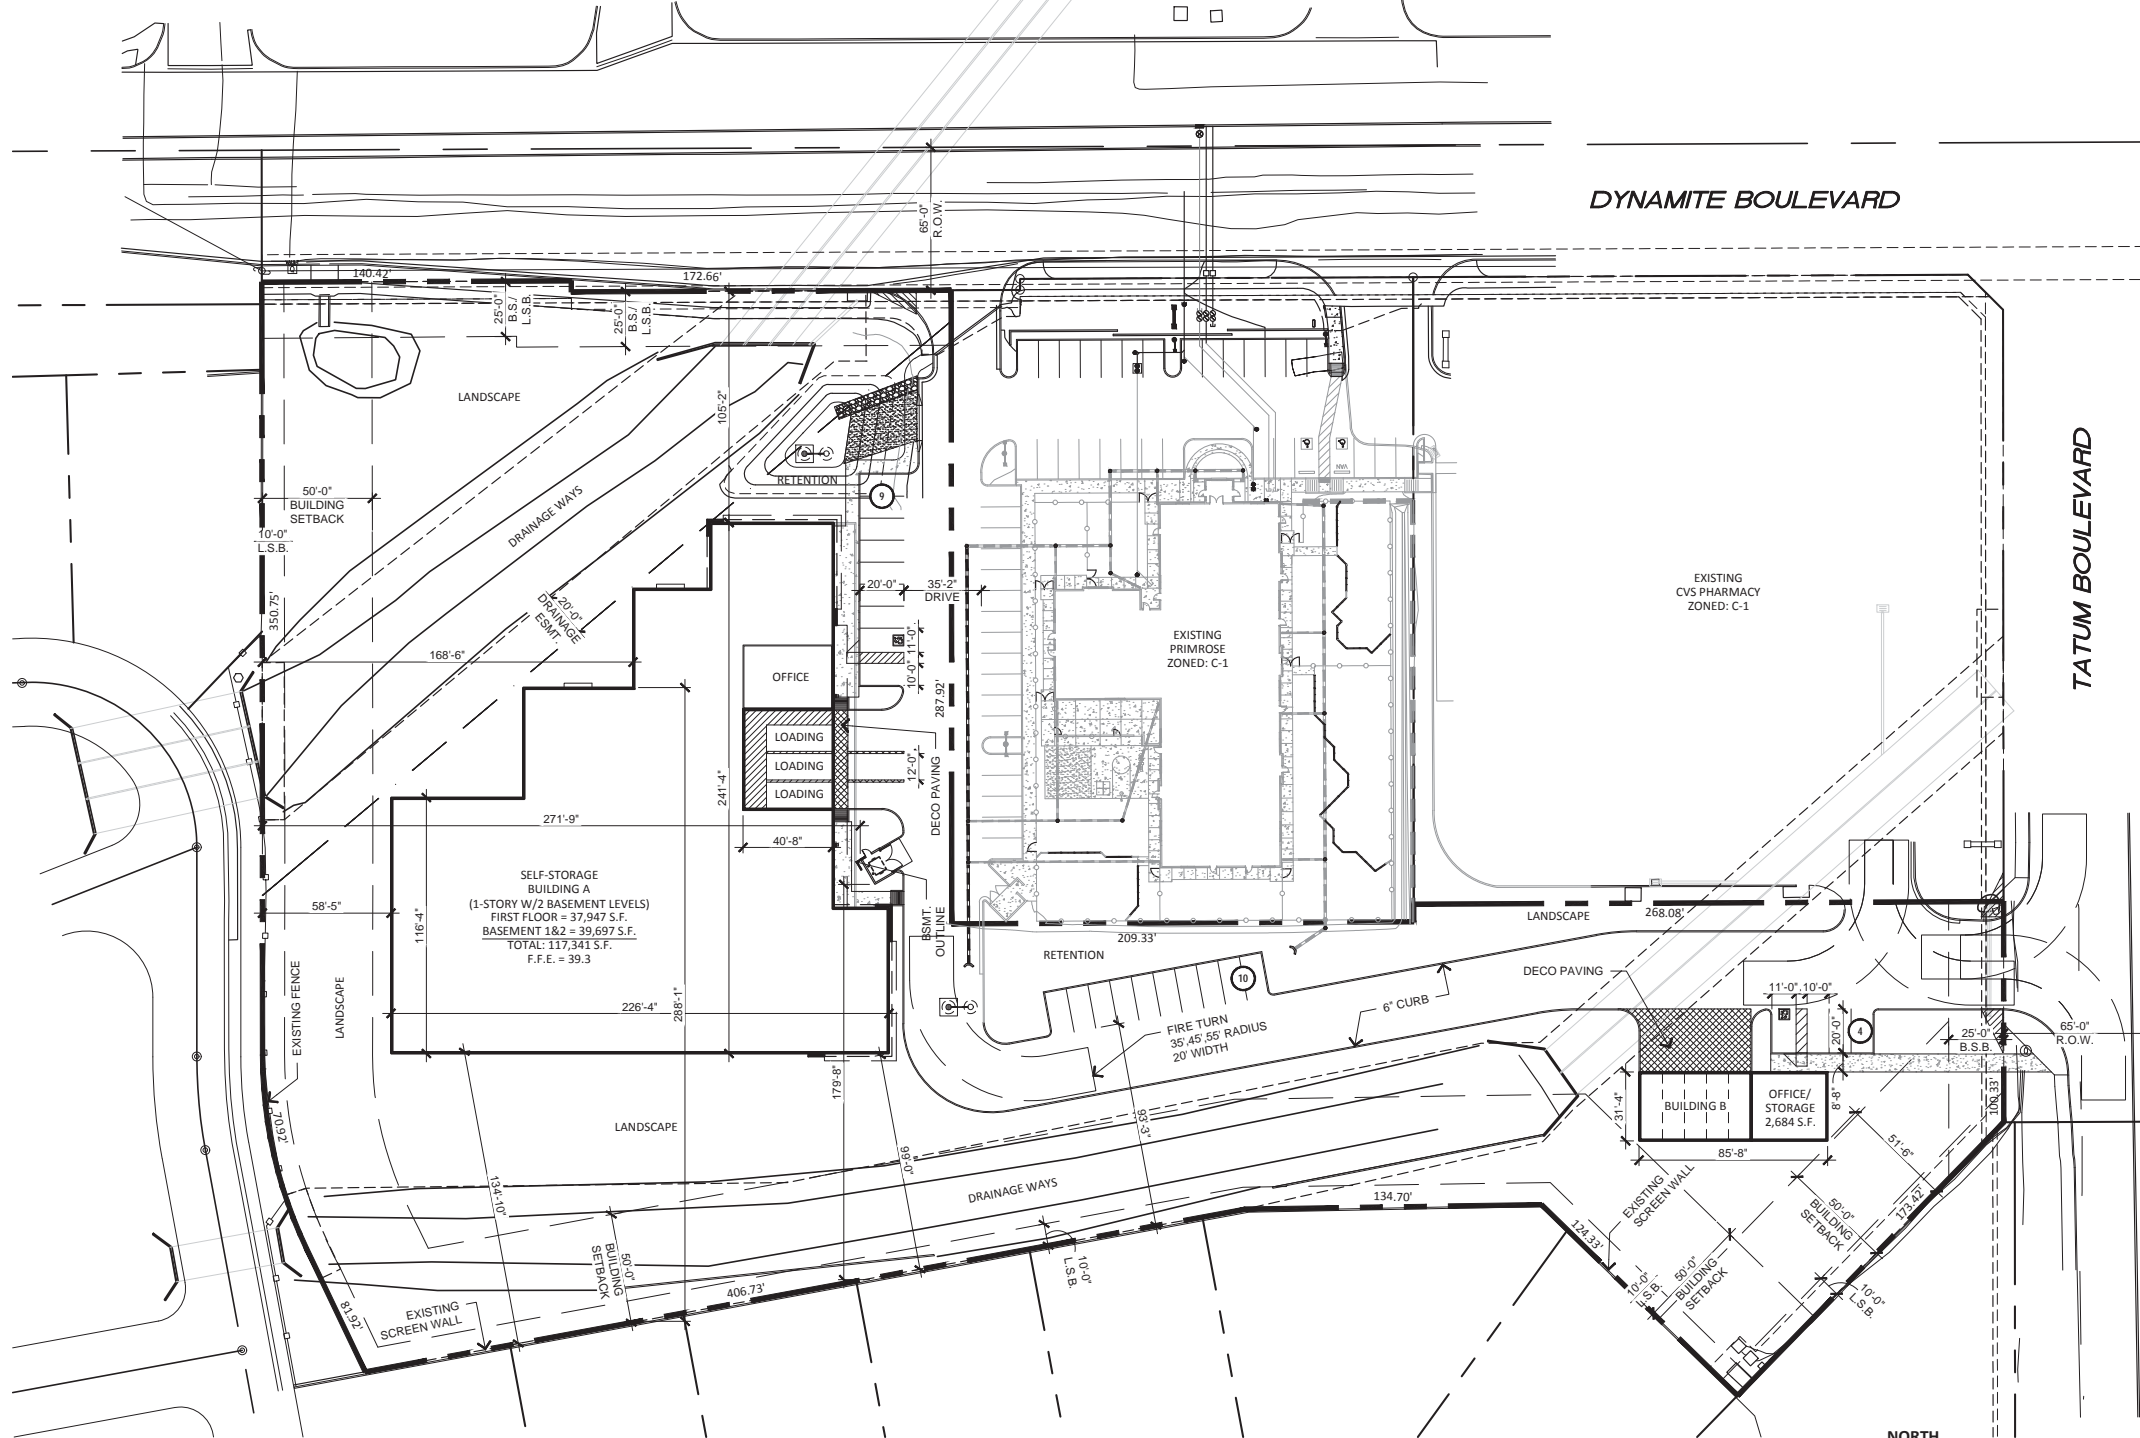 DYNAMITE BOULEVARD
TATUM BOULEVARD
65'-0"
R.O.W.
140.42'
172.66'
25'-0"
B.S./
L.S.B.
25'-0"
B.S./
L.S.B.
LANDSCAPE
105'-2"
RETENTION
9
50'-0"
BUILDING
SETBACK
10'-0"
L.S.B.
350.75'
DRAINAGE WAYS
20'-0"
DRAINAGE
ESMT.
168'-6"
20'-0"
35'-2"
DRIVE
11'-0"
10'-0"
287.92'
OFFICE
LOADING
LOADING
LOADING
12'-0"
DECO PAVING
241'-4"
271'-9"
40'-8"
SELF-STORAGE
BUILDING A
(1-STORY W/2 BASEMENT LEVELS)
FIRST FLOOR = 37,947 S.F.
BASEMENT 1&2 = 39,697 S.F.
TOTAL: 117,341 S.F.
F.F.E. = 39.3
58'-5"
116'-4"
226'-4"
288'-1"
BSMT.
OUTLINE
EXISTING FENCE
LANDSCAPE
EXISTING
PRIMROSE
ZONED: C-1
VAN
EXISTING
CVS PHARMACY
ZONED: C-1
209.33'
RETENTION
10
LANDSCAPE
268.08'
DECO PAVING
6" CURB
FIRE TURN
35',45',55' RADIUS
20' WIDTH
11'-0"
10'-0"
20'-0"
4
25'-0"
B.S.B.
65'-0"
R.O.W.
100.33'
31'-4"
BUILDING B
OFFICE/
STORAGE
2,684 S.F.
8'-8"
85'-8"
51'-6"
50'-0"
BUILDING
SETBACK
173.42'
EXISTING
SCREEN WALL
124.33'
10'-0"
L.S.B.
50'-0"
BUILDING
SETBACK
10'-0"
L.S.B.
134.70'
LANDSCAPE
179'-8"
99'-0"
93'-3"
134'-10"
70.92'
81.92'
DRAINAGE WAYS
50'-0"
BUILDING
SETBACK
10'-0"
L.S.B.
EXISTING
SCREEN WALL
406.73'
NORTH